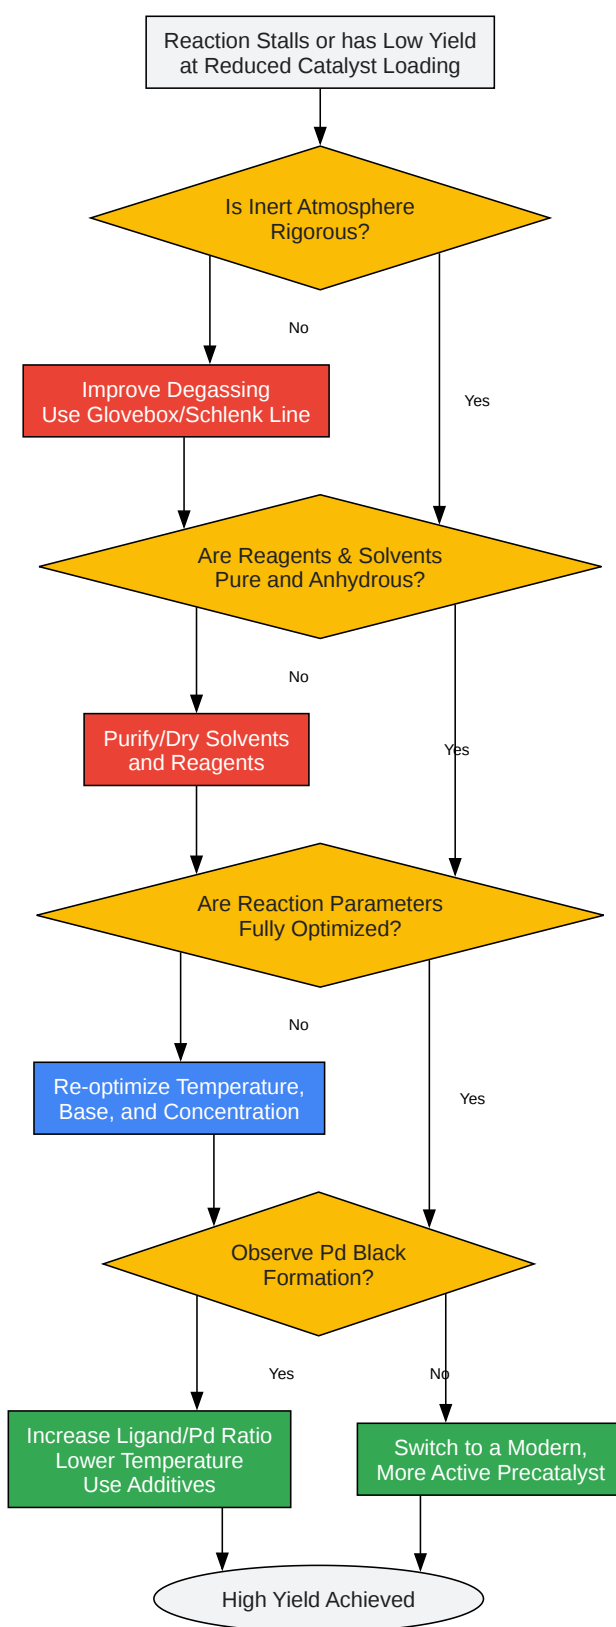 Reaction Stalls or has Low Yield
at Reduced Catalyst Loading
Is Inert Atmosphere
Rigorous?
No
Improve Degassing
Use Glovebox/Schlenk Line
Yes
Are Reagents & Solvents
Pure and Anhydrous?
No
Purify/Dry Solvents
and Reagents
Yes
Are Reaction Parameters
Fully Optimized?
No
Re-optimize Temperature,
Base, and Concentration
Yes
Observe Pd Black
Formation?
Yes
No
Increase Ligand/Pd Ratio
Lower Temperature
Use Additives
Switch to a Modern,
More Active Precatalyst
High Yield Achieved